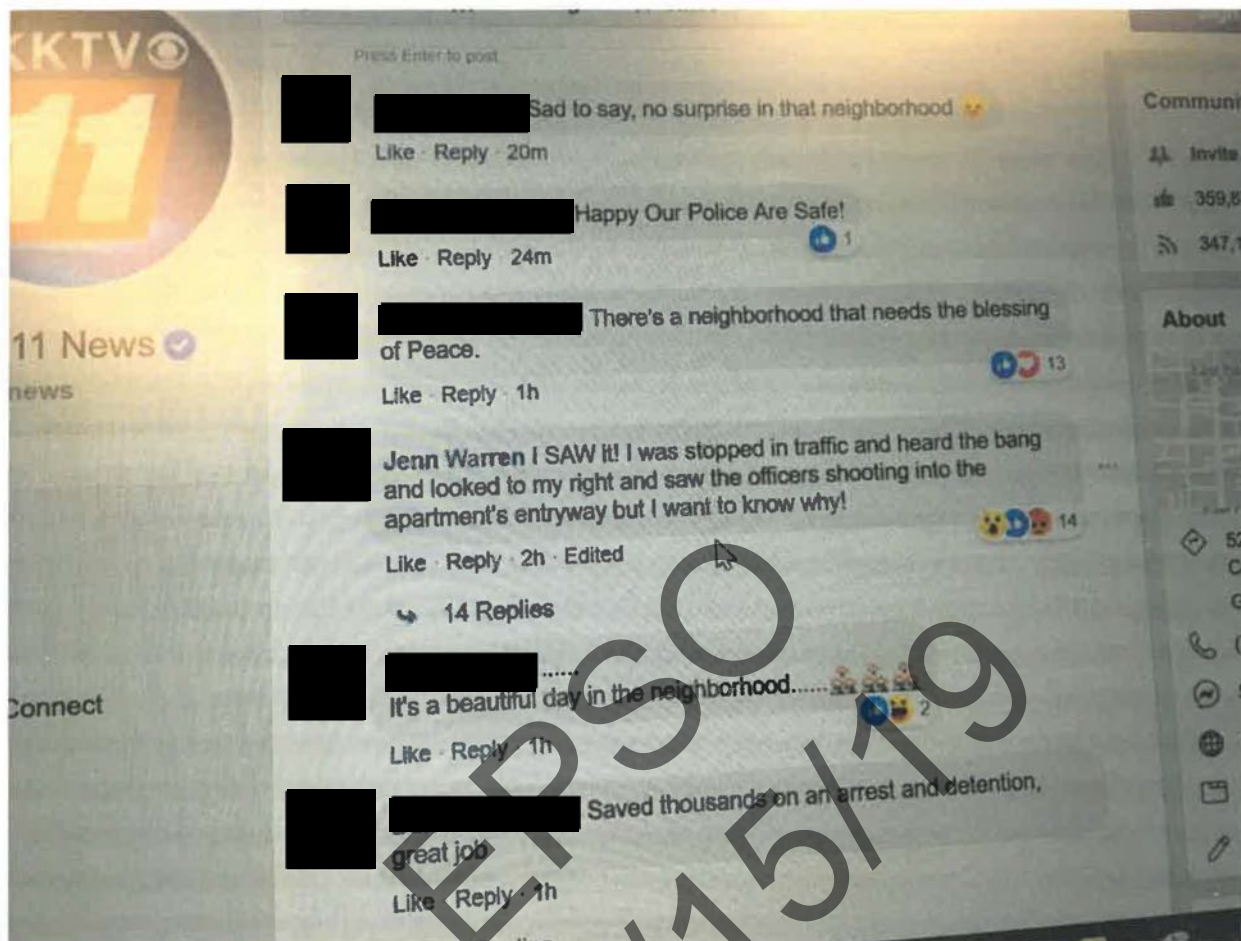 KKTV
11
11 News
news
Connect
Press Enter to post.
Sad to say, no surprise in that neighborhood
Like · Reply · 20m
Happy Our Police Are Safe!
1
Like · Reply · 24m
There's a neighborhood that needs the blessing
of Peace.
13
Like · Reply · 1h
Jenn Warren I SAW it! I was stopped in traffic and heard the bang
and looked to my right and saw the officers shooting into the
apartment's entryway but I want to know why!
14
Like · Reply · 2h · Edited
14 Replies
......
It's a beautiful day in the neighborhood......
2
Like · Reply · 1h
Saved thousands on an arrest and detention,
great job
Like · Reply · 1h
Communi
Invite
359,8
347,1
About
52
C
G
(
EPSO
/15/19